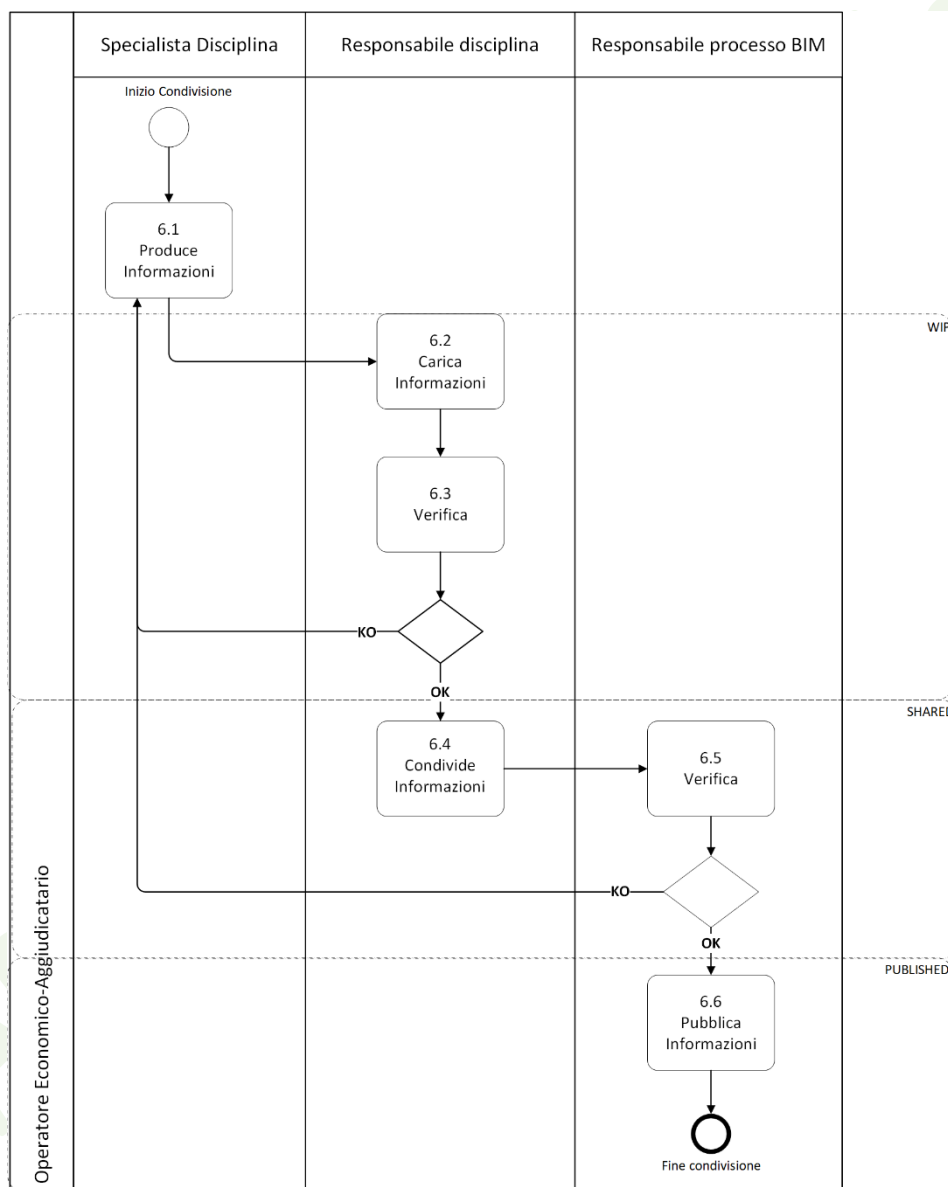 Specialista Disciplina
Responsabile disciplina
Responsabile processo BIM
Inizio Condivisione
6.1
Produce
Informazioni
WIP
6.2
Carica
Informazioni
6.3
Verifica
KO
OK
SHARED
6.4
Condivide
Informazioni
6.5
Verifica
KO
OK
PUBLISHED
6.6
Pubblica
Informazioni
Fine condivisione
Operatore Economico-Aggiudicatario